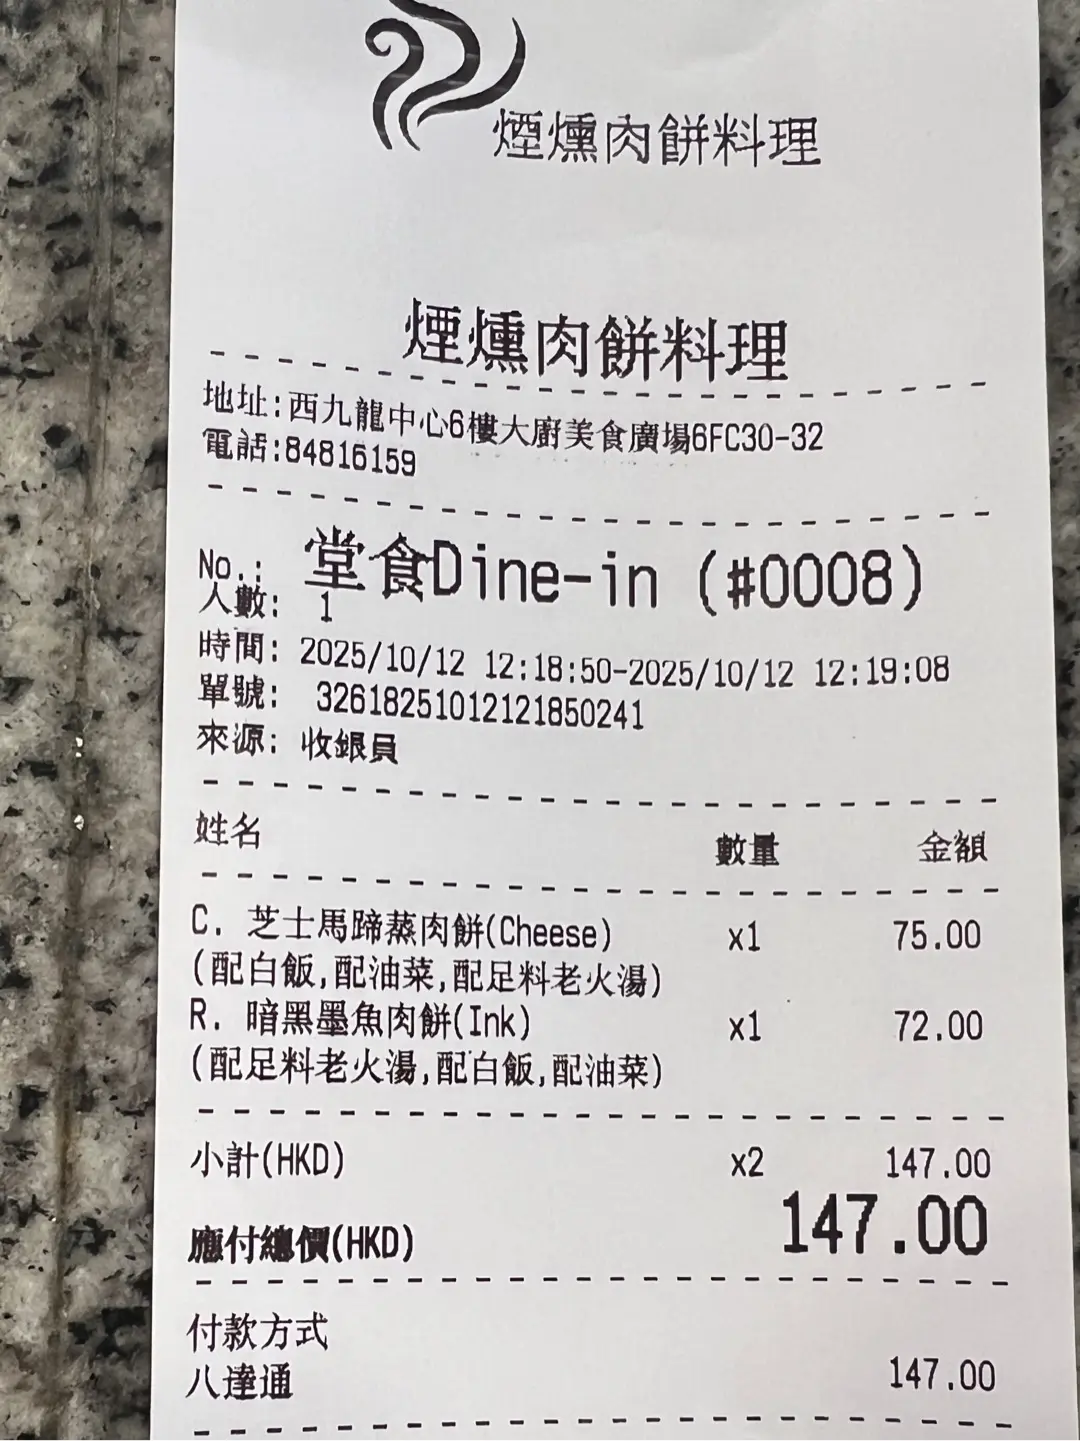 煙燻肉餅料理
煙燻肉餅料理
地址:西九龍中心6樓大廚美食廣場6FC30-32
電話:84816159
No.: 堂食Dine-in (#0008)
人數: 1
時間: 2025/10/12 12:18:50-2025/10/12 12:19:08
單號: 32618251012121850241
來源: 收銀員
姓名 數量 金額
C. 芝士馬蹄蒸肉餅(Cheese) x1 75.00
(配白飯,配油菜,配足料老火湯)
R. 暗黑墨魚肉餅(Ink) x1 72.00
(配足料老火湯,配白飯,配油菜)
小計(HKD) x2 147.00
應付總價(HKD) 147.00
付款方式
八達通 147.00